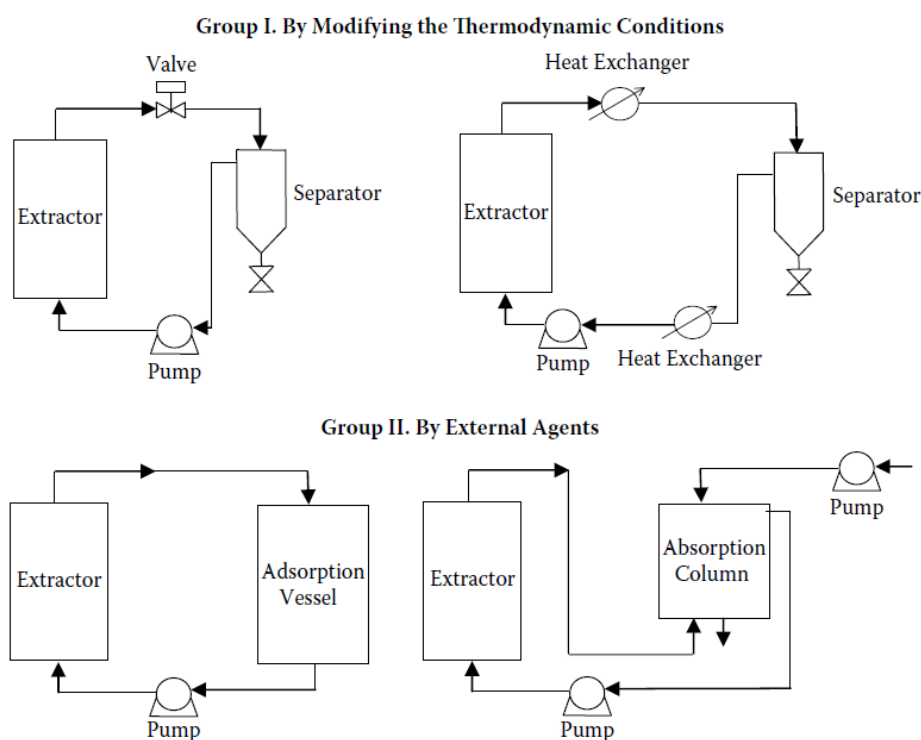 Group I. By Modifying the Thermodynamic Conditions
Valve
Extractor
Separator
Pump
Heat Exchanger
Extractor
Separator
Pump
Heat Exchanger
Group II. By External Agents
Extractor
Adsorption
Vessel
Pump
Extractor
Absorption
Column
Pump
Pump